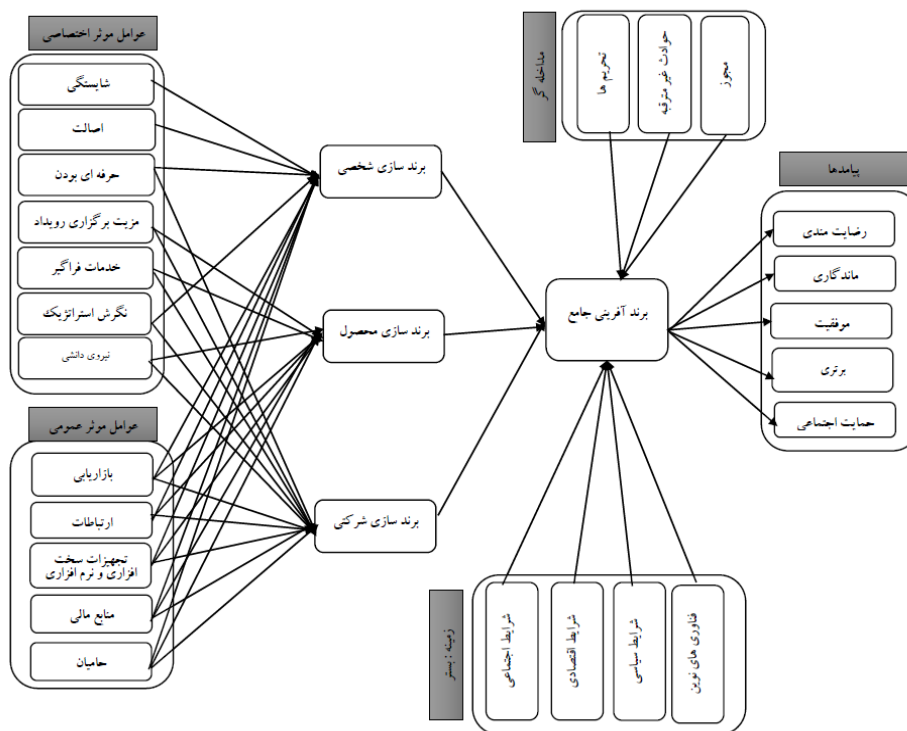 عوامل موثر اختصاصی
شایستگی
اصالت
حرفه ای بودن
مزیت برگزاری رویداد
خدمات فراگیر
نگرش استراتژیک
نیروی دانشی
عوامل موثر عمومی
بازاریابی
ارتباطات
تجهیزات سخت
افزاری و نرم افزاری
منابع مالی
حامیان
برند سازی شخصی
برند سازی محصول
برند سازی شرکتی
مداخله گر
تحریم ها
حوادث غیر مترقبه
مجوز
برند آفرینی جامع
زمینه : بستر
شرایط اجتماعی
شرایط اقتصادی
شرایط سیاسی
فناوری های نوین
پیامدها
رضایت مندی
ماندگاری
موفقیت
برتری
حمایت اجتماعی